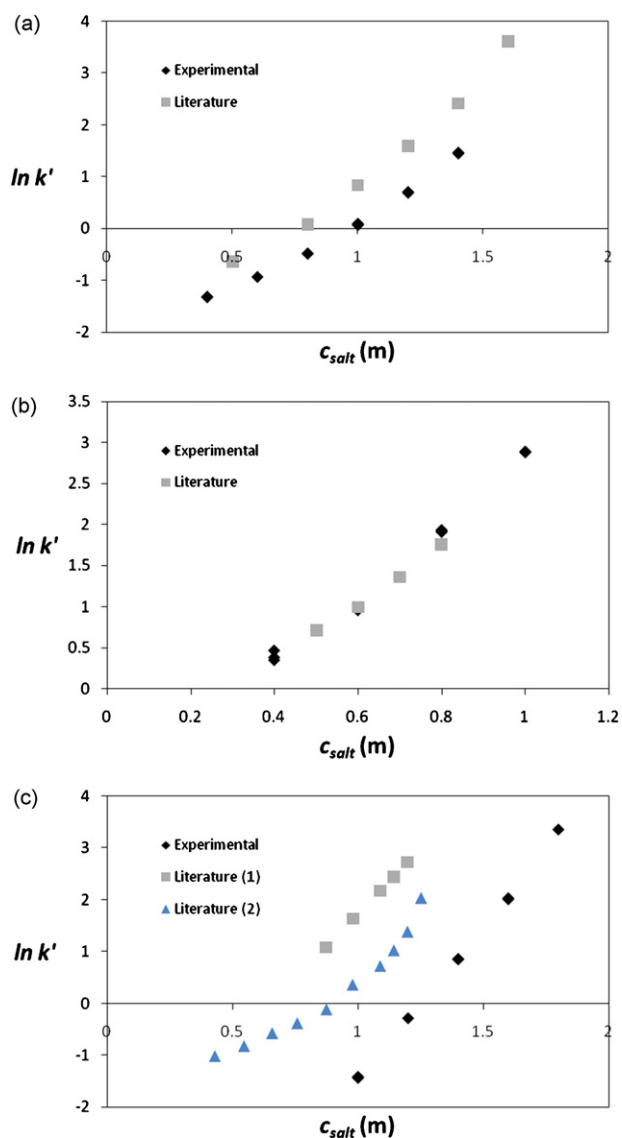 (a)
4
3
2
1
0
-1
-2
0
0.5
1
1.5
2
Experimental
Literature
ln k'
c_salt (m)
(b)
3.5
3
2.5
2
1.5
1
0.5
0
0
0.2
0.4
0.6
0.8
1
1.2
Experimental
Literature
ln k'
c_salt (m)
(c)
4
3
2
1
0
-1
-2
0
0.5
1
1.5
2
Experimental
Literature (1)
Literature (2)
ln k'
c_salt (m)